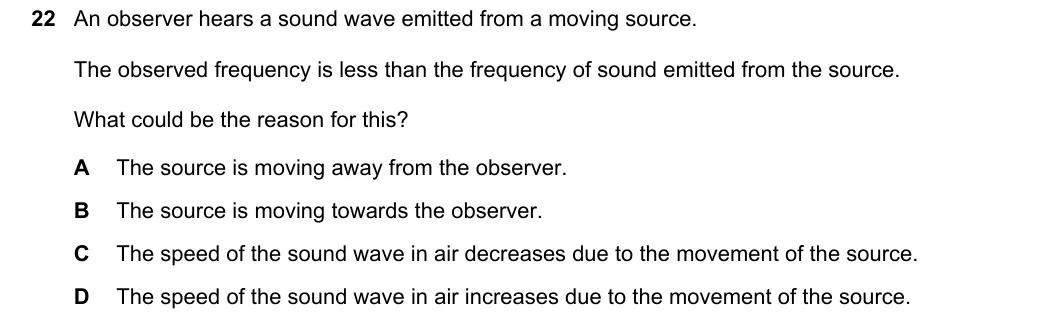 22 An observer hears a sound wave emitted from a moving source.
The observed frequency is less than the frequency of sound emitted from the source.
What could be the reason for this?
A The source is moving away from the observer.
B The source is moving towards the observer.
C The speed of the sound wave in air decreases due to the movement of the source.
D The speed of the sound wave in air increases due to the movement of the source.